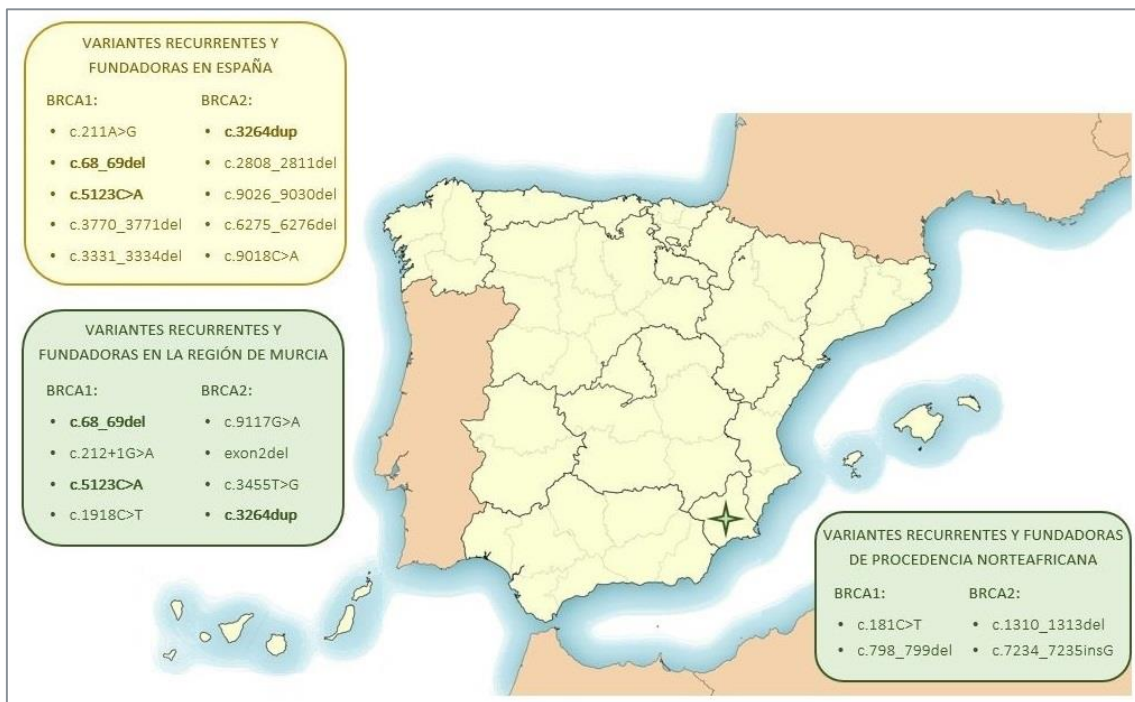 VARIANTES RECURRENTES Y
FUNDADORAS EN ESPAÑA
BRCA1:
• c.211A>G
• c.68_69del
• c.5123C>A
• c.3770_3771del
• c.3331_3334del
BRCA2:
• c.3264dup
• c.2808_2811del
• c.9026_9030del
• c.6275_6276del
• c.9018C>A
VARIANTES RECURRENTES Y
FUNDADORAS EN LA REGIÓN DE MURCIA
BRCA1:
• c.68_69del
• c.212+1G>A
• c.5123C>A
• c.1918C>T
BRCA2:
• c.9117G>A
• exon2del
• c.3455T>G
• c.3264dup
VARIANTES RECURRENTES Y FUNDADORAS
DE PROCEDENCIA NORTEAFRICANA
BRCA1:
• c.181C>T
• c.798_799del
BRCA2:
• c.1310_1313del
• c.7234_7235insG